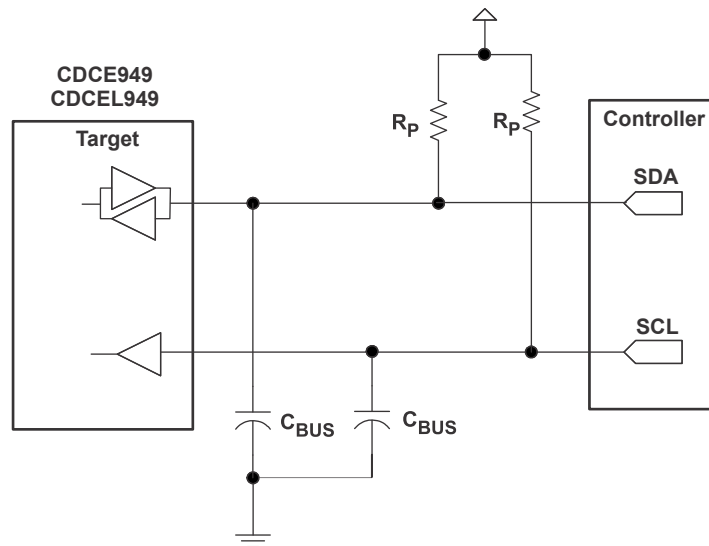 CDCE949
CDCEL949
Target
RP
RP
Controller
SDA
SCL
CBUS
CBUS